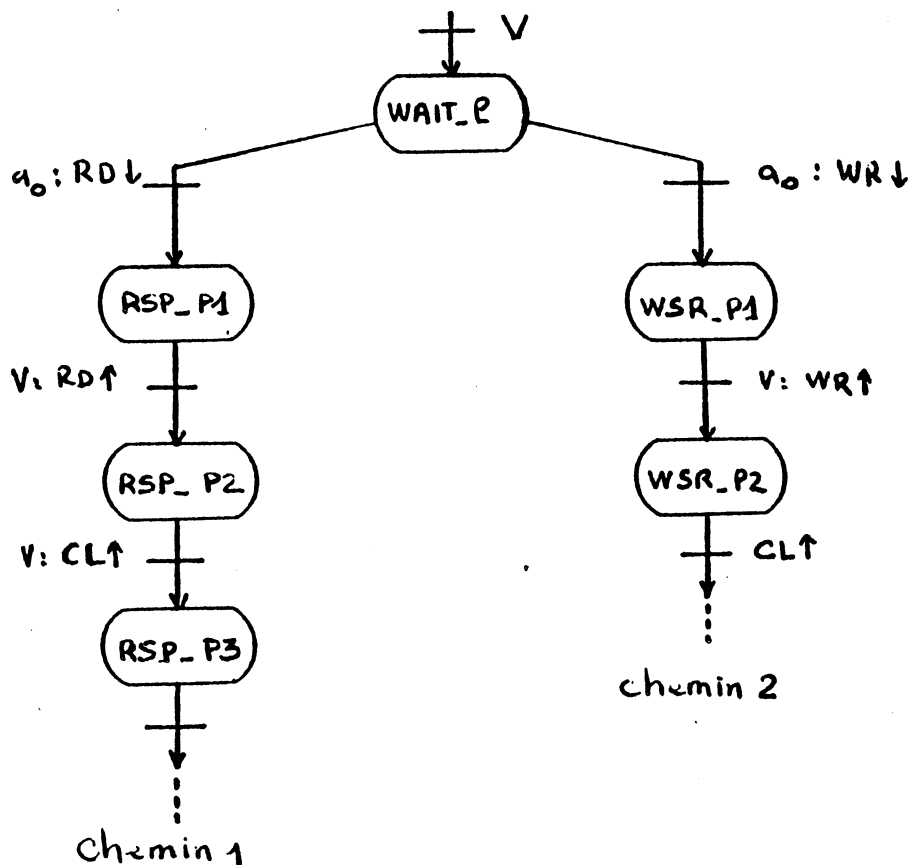 V
WAIT_P
a₀: RD↓
a₀: WR↓
RSP_P1
WSR_P1
V: RD↑
V: WR↑
RSP_P2
WSR_P2
V: CL↑
CL↑
RSP_P3
chemin 2
chemin 1